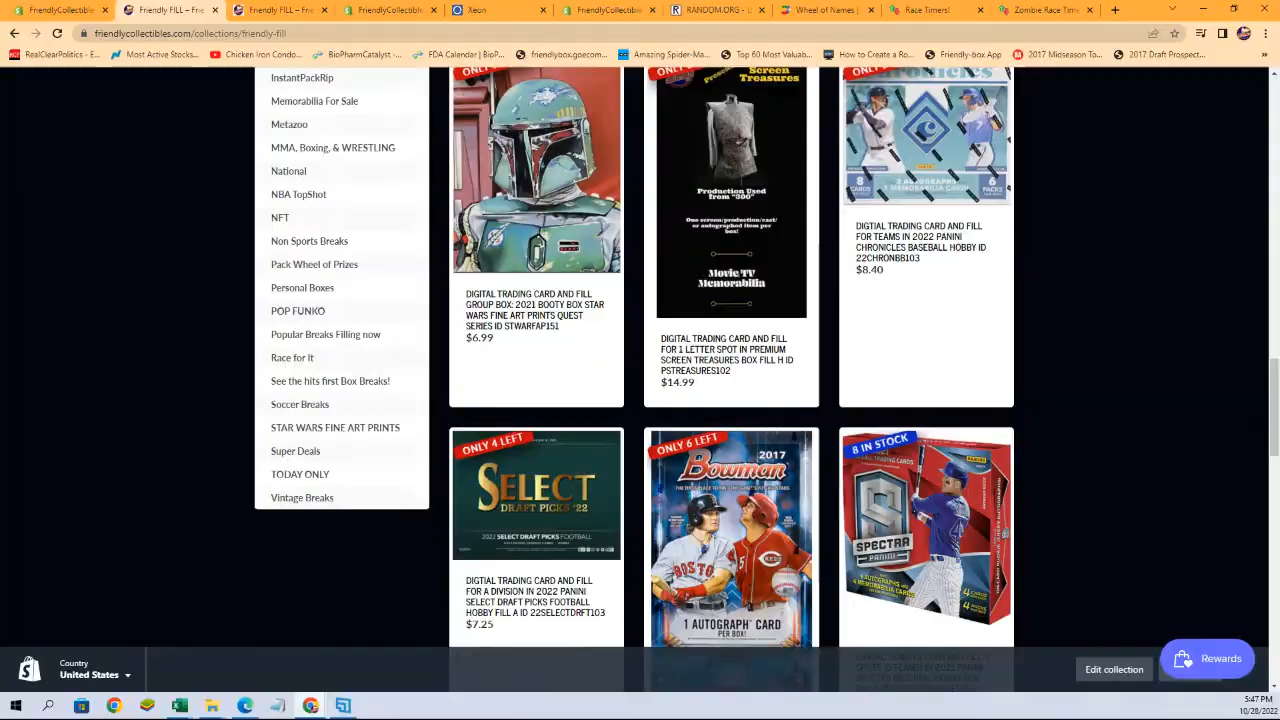 FriendlyCollectible
Friendly FILL – Frie
Friendly FILL – Frie
FriendlyCollectible
FriendlyCollectible
Xeon
FriendlyCollectible
RANDOM.ORG - Li
Wheel of Names |
Race Timers!
Zombie Race Time
friendlycollectibles.com/collections/friendly-fill
RealClearPolitics - E...
Most Active Stocks...
Chicken Icon Condo...
BioPharmCatalyst -...
FDA Calendar | BioP...
friendlybox.goecom...
Amazing Spider-Ma...
Top 60 Most Valuab...
How to Create a Ro...
Friendly-box App
2017 Midseason To...
2017 Draft Prospect...
InstantPackRip
Memorabilia For Sale
Metazoo
MMA, Boxing, & WRESTLING
National
NBA TopShot
NFT
Non Sports Breaks
Pack Wheel of Prizes
Personal Boxes
POP FUNKO
Popular Breaks Filling now
Race for It
See the hits first Box Breaks!
Soccer Breaks
STAR WARS FINE ART PRINTS
Super Deals
TODAY ONLY
Vintage Breaks
DIGITAL TRADING CARD AND FILL
GROUP BOX: 2021 BOOTY BOX STAR
WARS FINE ART PRINTS QUEST
SERIES ID STWARFAP151
$6.99
Screen
Treasures
Production Used
from "300"
One screen/production/cast/
or autographed item per
box!
Movie/TV
Memorabilia
DIGITAL TRADING CARD AND FILL
FOR 1 LETTER SPOT IN PREMIUM
SCREEN TREASURES BOX FILL H ID
PSTREASURES102
$14.99
8
CARDS
6
PACKS
DIGTIAL TRADING CARD AND FILL
FOR TEAMS IN 2022 PANINI
CHRONICLES BASEBALL HOBBY ID
22CHRONBB103
$8.40
ONLY 4 LEFT
SELECT
DRAFT PICKS '22
2022 SELECT DRAFT PICKS FOOTBALL
DIGTIAL TRADING CARD AND FILL
FOR A DIVISION IN 2022 PANINI
SELECT DRAFT PICKS FOOTBALL
HOBBY FILL A ID 22SELECTDRFT103
$7.25
ONLY 6 LEFT
2017
Bowman
BOSTON
REDS
1 AUTOGRAPH CARD
PER BOX!
8 IN STOCK
PANINI
SPECTRA
PANINI
Country
United States
Edit collection
Rewards
5:47 PM
10/28/2022